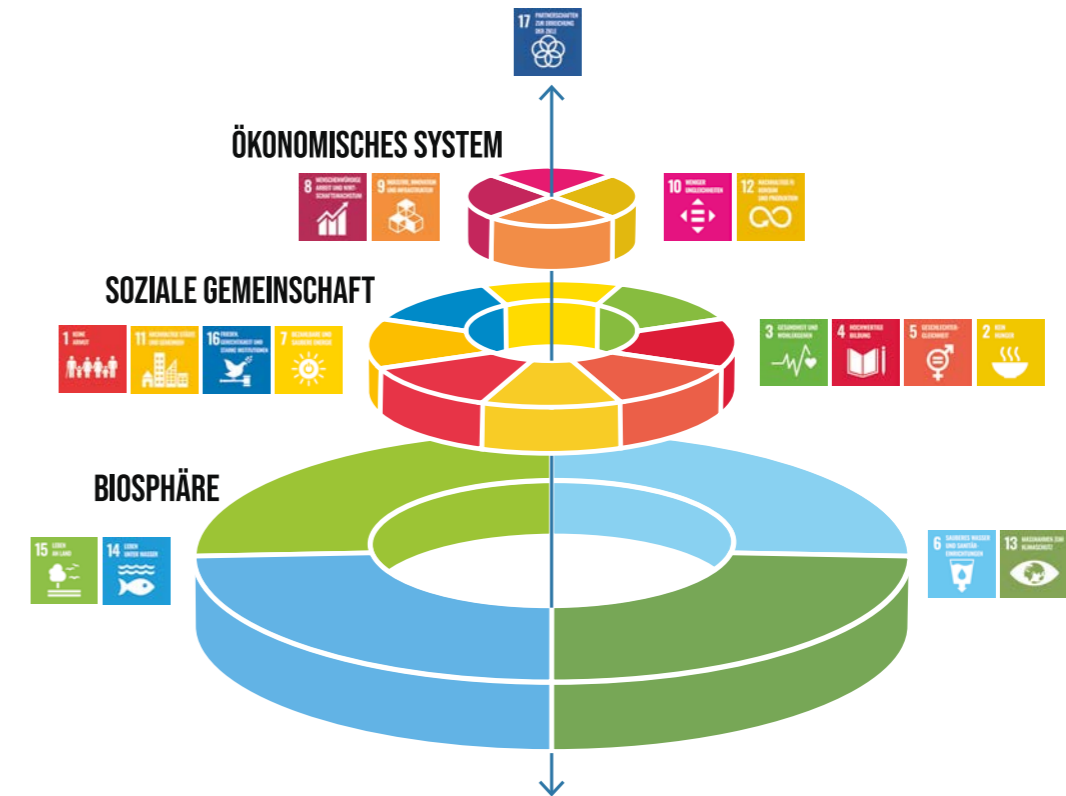 17 PARTNERSCHAFTEN
ZUR ERREICHUNG
DER ZIELE
ÖKONOMISCHES SYSTEM
8 MENSCHENWÜRDIGE
ARBEIT UND WIRT-
SCHAFTSWACHSTUM
9 INDUSTRIE, INNOVATION
UND INFRASTRUKTUR
10 WENIGER
UNGLEICHHEITEN
12
UND PRODUKTION
SOZIALE GEMEINSCHAFT
1 KEINE
ARMUT
11 NACHHALTIGE STÄDTE
UND GEMEINDEN
16 FRIEDEN,
GERECHTIGKEIT UND
STARKE INSTITUTIONEN
7 BEZAHLBARE UND
SAUBERE ENERGIE
3 GESUNDHEIT UND
WOHLERGEHEN
4 HOCHWERTIGE
BILDUNG
5 GESCHLECHTER-
GLEICHHEIT
2 KEIN
HUNGER
BIOSPHÄRE
15 LEBEN
AN LAND
14 LEBEN
UNTER WASSER
6 SAUBERES WASSER
UND SANITÄR-
EINRICHTUNGEN
13 MASSNAHMEN ZUM
KLIMASCHUTZ